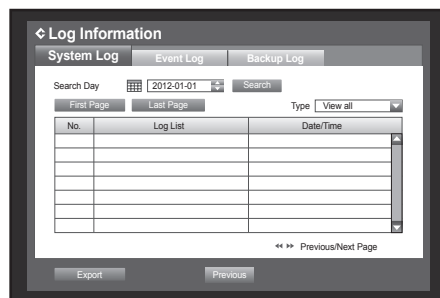 Log Information
System Log Event Log Backup Log
Search Day 2012-01-01 Search
First Page Last Page Type View all
No. Log List Date/Time
Previous/Next Page
Export Previous